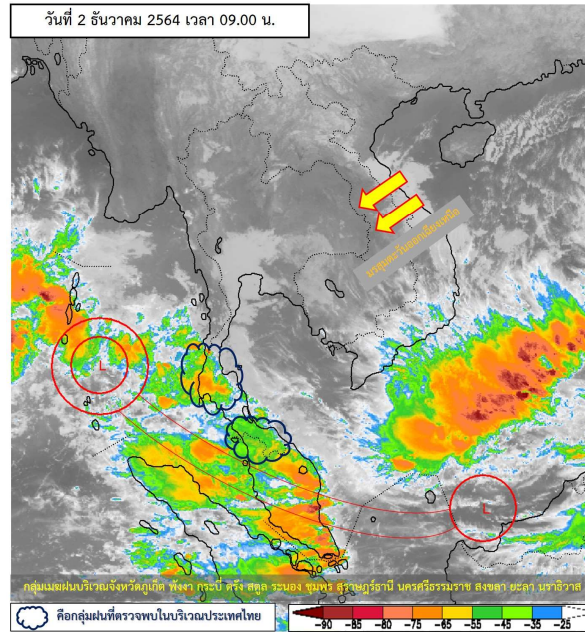 วันที่ 2 ธันวาคม 2564 เวลา 09.00 น.
มรสุมตะวันออกเฉียงเหนือ
L
L
กลุ่มเมฆฝนบริเวณจังหวัดภูเก็ต พังงา กระบี่ ตรัง สตูล ระนอง ชุมพร สุราษฎร์ธานี นครศรีธรรมราช สงขลา ยะลา นราธิวาส
คือกลุ่มฝนที่ตรวจพบในบริเวณประเทศไทย
-90 -85 -80 -70 -65 -55 -45 -35 -25